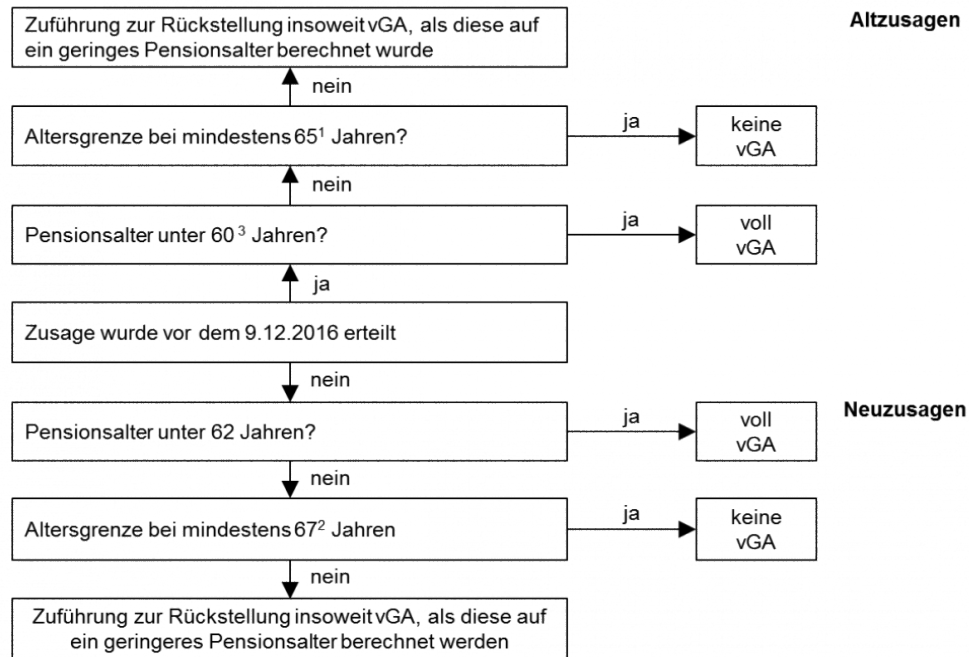 Zuführung zur Rückstellung insoweit vGA, als diese auf
ein geringes Pensionsalter berechnet wurde
Altzusagen
nein
Altersgrenze bei mindestens 65¹ Jahren?
ja
keine
vGA
nein
Pensionsalter unter 60³ Jahren?
ja
voll
vGA
ja
Zusage wurde vor dem 9.12.2016 erteilt
nein
Neuzusagen
Pensionsalter unter 62 Jahren?
ja
voll
vGA
nein
Altersgrenze bei mindestens 67² Jahren
ja
keine
vGA
nein
Zuführung zur Rückstellung insoweit vGA, als diese auf
ein geringeres Pensionsalter berechnet werden